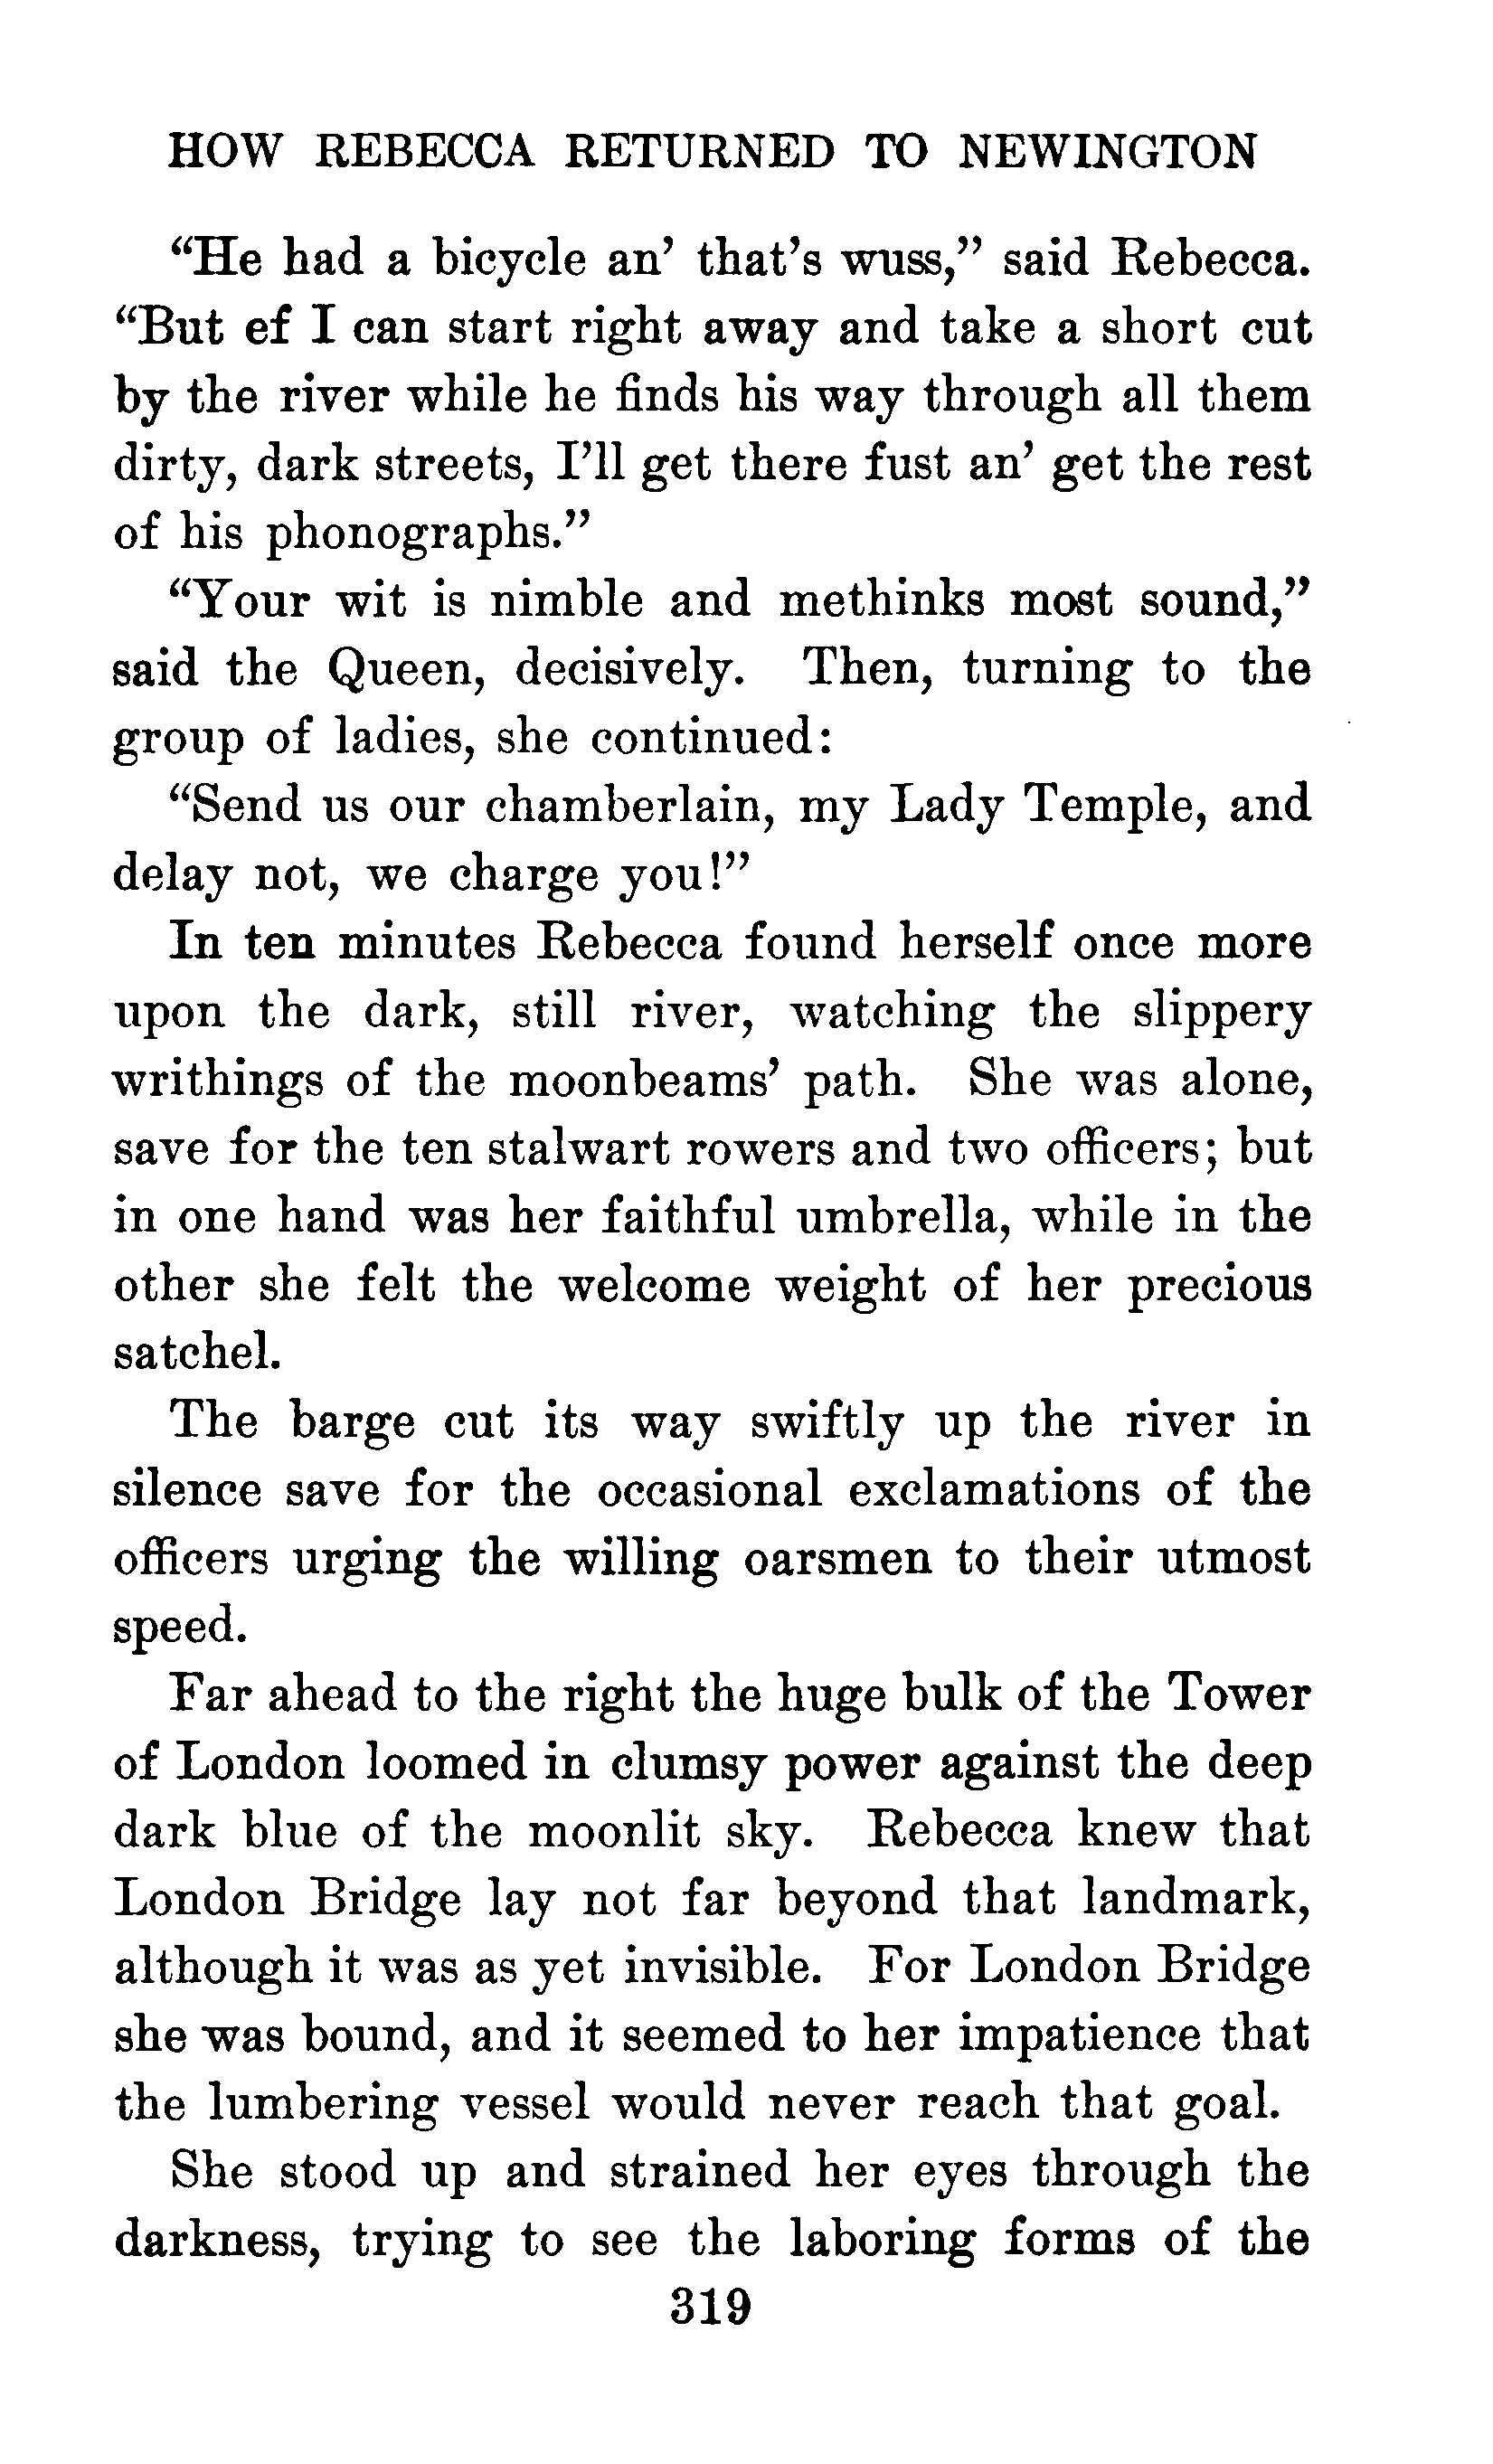 HOW REBECCA RETURNED TO NEWINGTON
“He had a bicycle an’ that’s wuss,” said Rebecca.
“But ef I can start right away and take a short cut
by the river while he finds his way through all them
dirty, dark streets, I’ll get there fust an’ get the rest
of his phonographs.”
“Your wit is nimble and methinks most sound,”
said the Queen, decisively. Then, turning to the
group of ladies, she continued:
“Send us our chamberlain, my Lady Temple, and
delay not, we charge you!”
In ten minutes Rebecca found herself once more
upon the dark, still river, watching the slippery
writhings of the moonbeams’ path. She was alone,
save for the ten stalwart rowers and two officers; but
in one hand was her faithful umbrella, while in the
other she felt the welcome weight of her precious
satchel.
The barge cut its way swiftly up the river in
silence save for the occasional exclamations of the
officers urging the willing oarsmen to their utmost
speed.
Far ahead to the right the huge bulk of the Tower
of London loomed in clumsy power against the deep
dark blue of the moonlit sky. Rebecca knew that
London Bridge lay not far beyond that landmark,
although it was as yet invisible. For London Bridge
she was bound, and it seemed to her impatience that
the lumbering vessel would never reach that goal.
She stood up and strained her eyes through the
darkness, trying to see the laboring forms of the
319